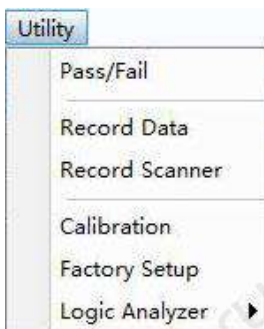 Utility
Pass/Fail
Record Data
Record Scanner
Calibration
Factory Setup
Logic Analyzer